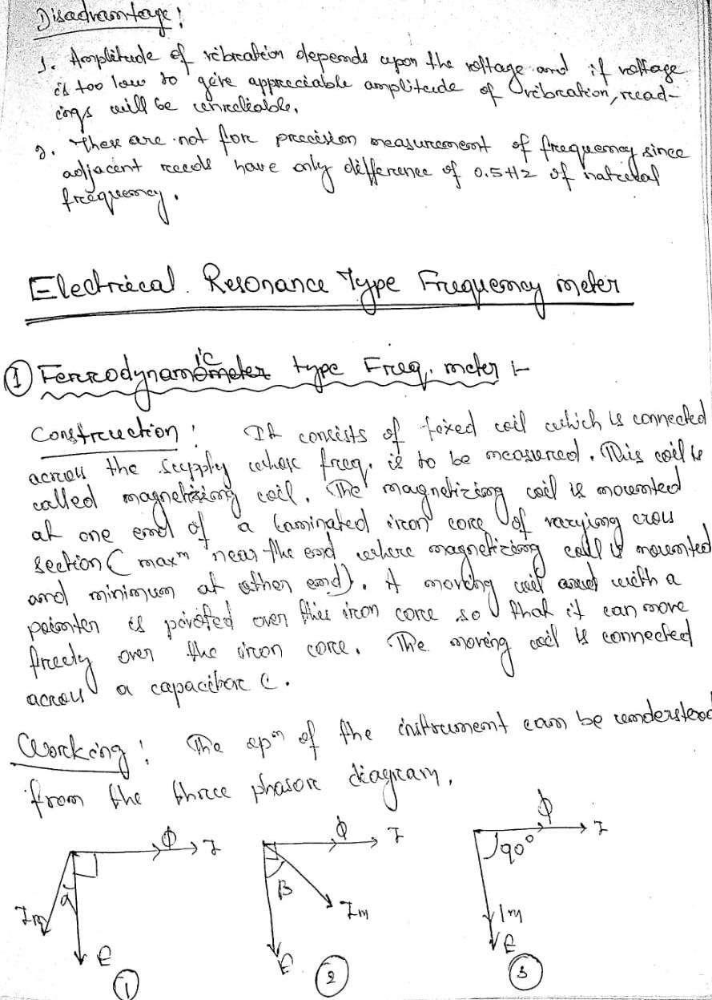 Disadvantage:
1. Amplitude of vibration depends upon the voltage and if voltage
is too low to give appreciable amplitude of vibration, read-
ings will be unreliable.
2. These are not for precision measurement of frequency since
adjacent reeds have only difference of 0.5Hz of natural
frequency.
Electrical Resonance Type Frequency meter
① Ferrodynamic type Freq. meter :-
Construction: It consists of fixed coil which is connected
across the supply whose freq. is to be measured. This coil is
called magnetizing coil. The magnetizing coil is mounted
at one end of a laminated iron core of varying cross
section (maxᵐ near the end where magnetizing coil is mounted
and minimum at other end). A moving coil with a
pointer is pivoted over this iron core so that it can move
freely over the iron core. The moving coil is connected
across a capacitor C.
Working: The opⁿ of the instrument can be understood
from the three phasor diagram.
Φ I
Φ I
Φ I
90°
α
β
Im
Im
Im
E
E
E
①
②
③